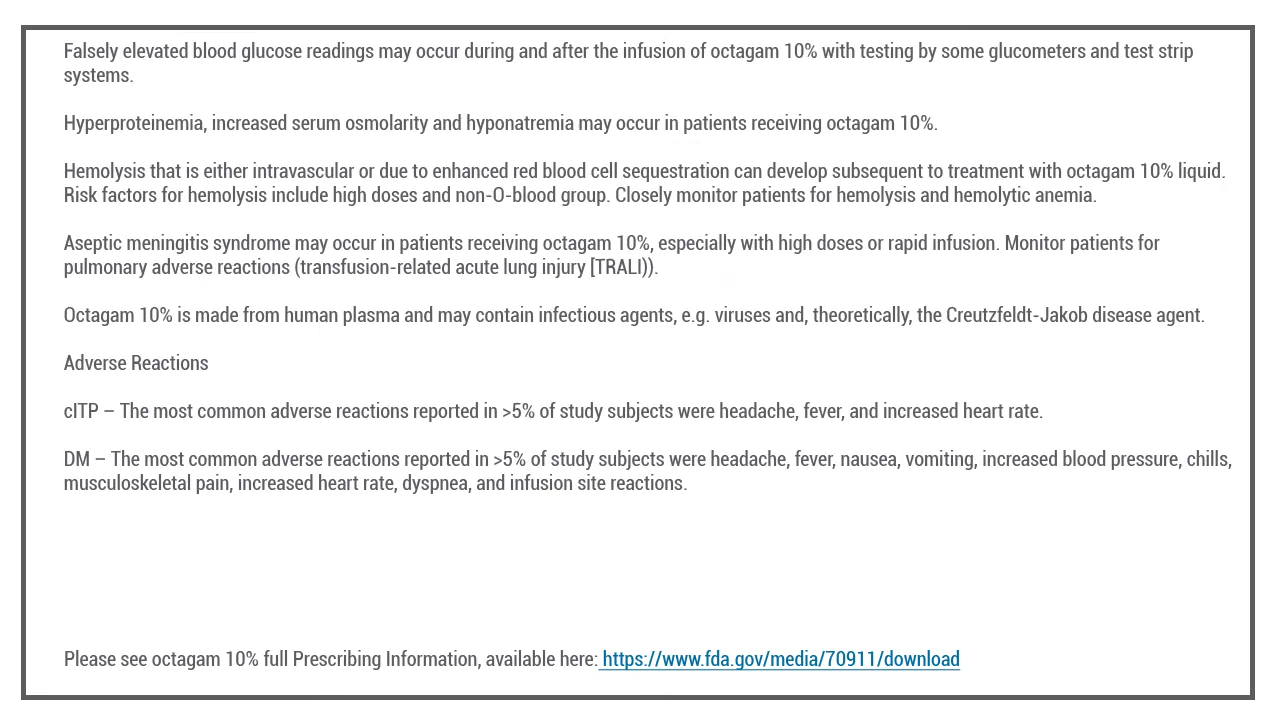 Falsely elevated blood glucose readings may occur during and after the infusion of octagam 10% with testing by some glucometers and test strip
systems.
Hyperproteinemia, increased serum osmolarity and hyponatremia may occur in patients receiving octagam 10%.
Hemolysis that is either intravascular or due to enhanced red blood cell sequestration can develop subsequent to treatment with octagam 10% liquid.
Risk factors for hemolysis include high doses and non-O-blood group. Closely monitor patients for hemolysis and hemolytic anemia.
Aseptic meningitis syndrome may occur in patients receiving octagam 10%, especially with high doses or rapid infusion. Monitor patients for
pulmonary adverse reactions (transfusion-related acute lung injury [TRALI)).
Octagam 10% is made from human plasma and may contain infectious agents, e.g. viruses and, theoretically, the Creutzfeldt-Jakob disease agent.
Adverse Reactions
cITP – The most common adverse reactions reported in >5% of study subjects were headache, fever, and increased heart rate.
DM – The most common adverse reactions reported in >5% of study subjects were headache, fever, nausea, vomiting, increased blood pressure, chills,
musculoskeletal pain, increased heart rate, dyspnea, and infusion site reactions.
Please see octagam 10% full Prescribing Information, available here: https://www.fda.gov/media/70911/download